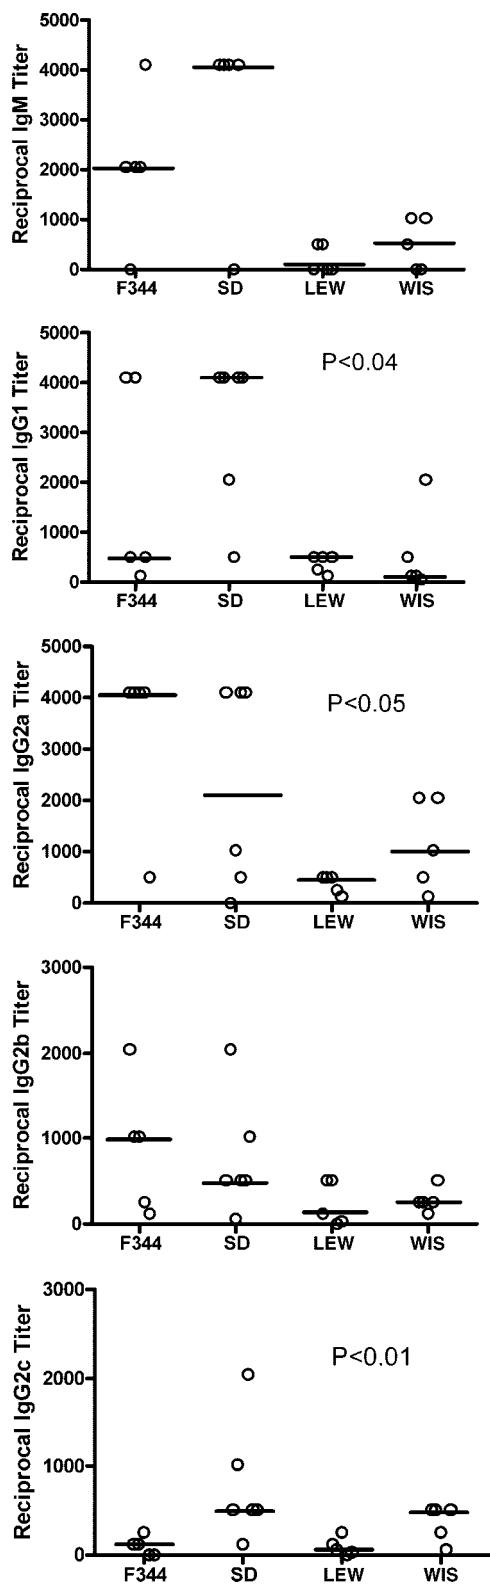 Reciprocal IgM Titer
5000
4000
3000
2000
1000
0
F344 SD LEW WIS
Reciprocal IgG1 Titer
P<0.04
5000
4000
3000
2000
1000
0
F344 SD LEW WIS
Reciprocal IgG2a Titer
P<0.05
5000
4000
3000
2000
1000
0
F344 SD LEW WIS
Reciprocal IgG2b Titer
3000
2000
1000
0
F344 SD LEW WIS
Reciprocal IgG2c Titer
P<0.01
3000
2000
1000
0
F344 SD LEW WIS